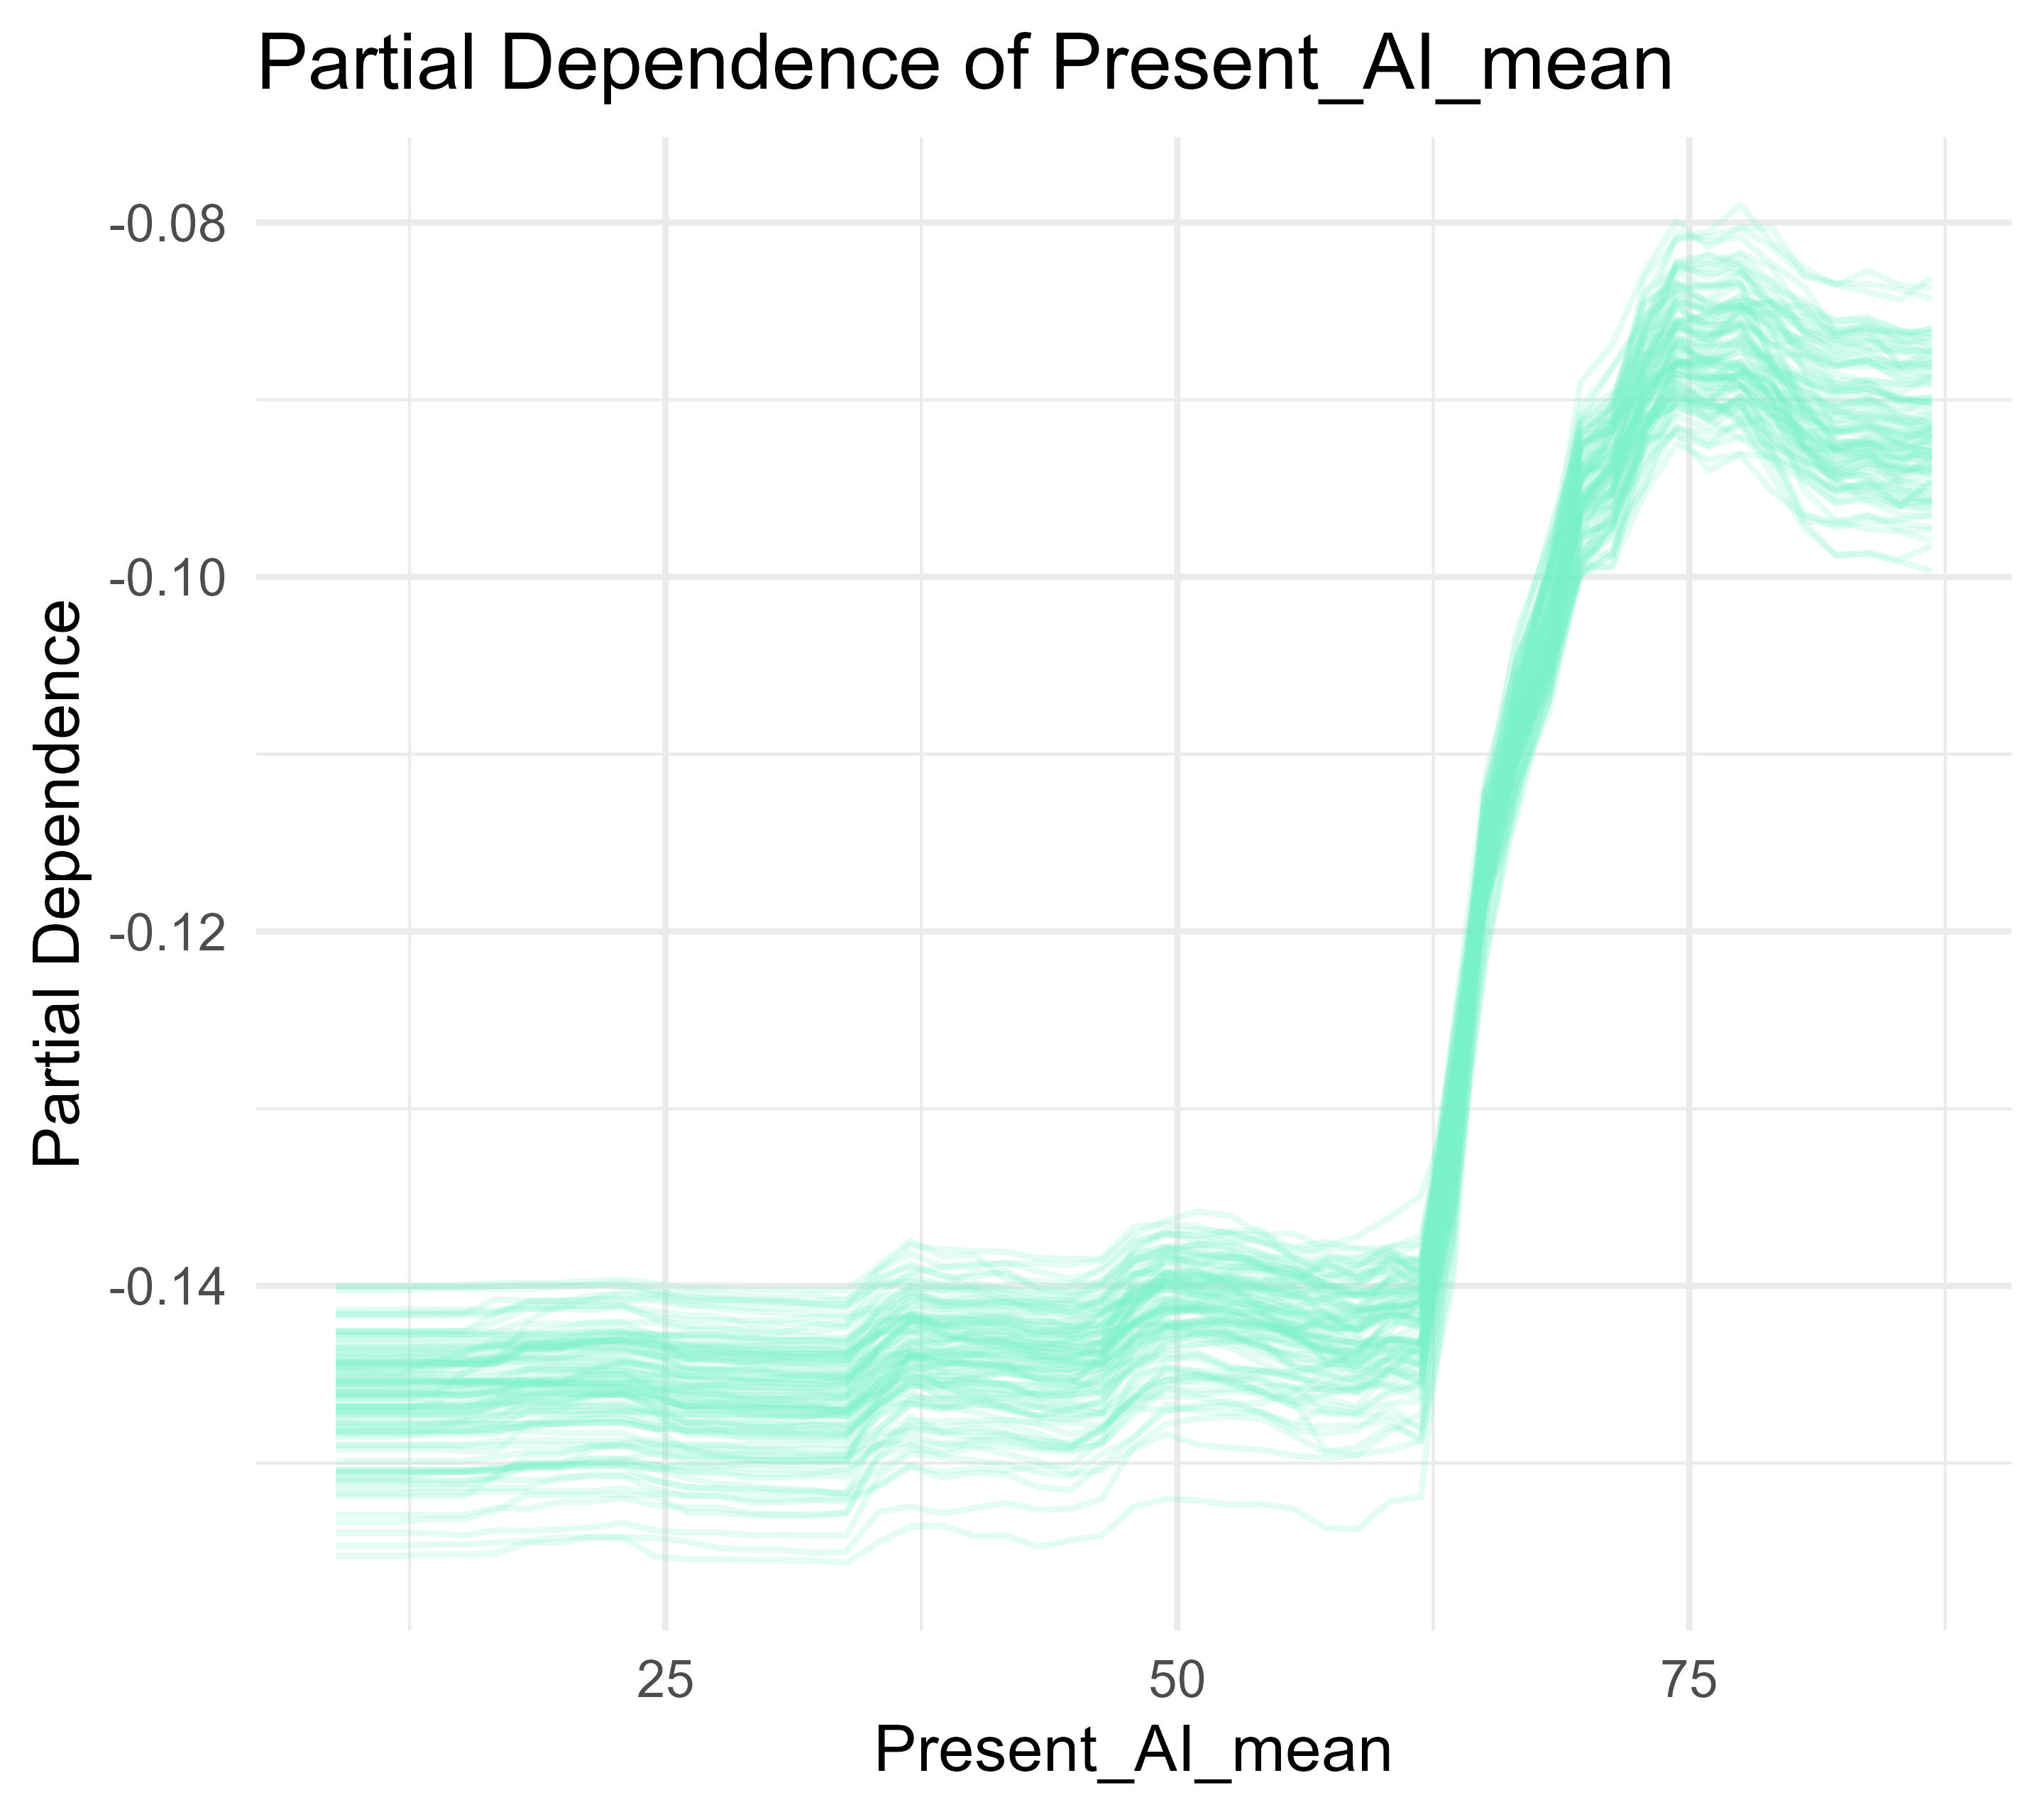 Partial Dependence of Present_AI_mean
Partial Dependence
-0.08
-0.10
-0.12
-0.14
25
50
75
Present_AI_mean